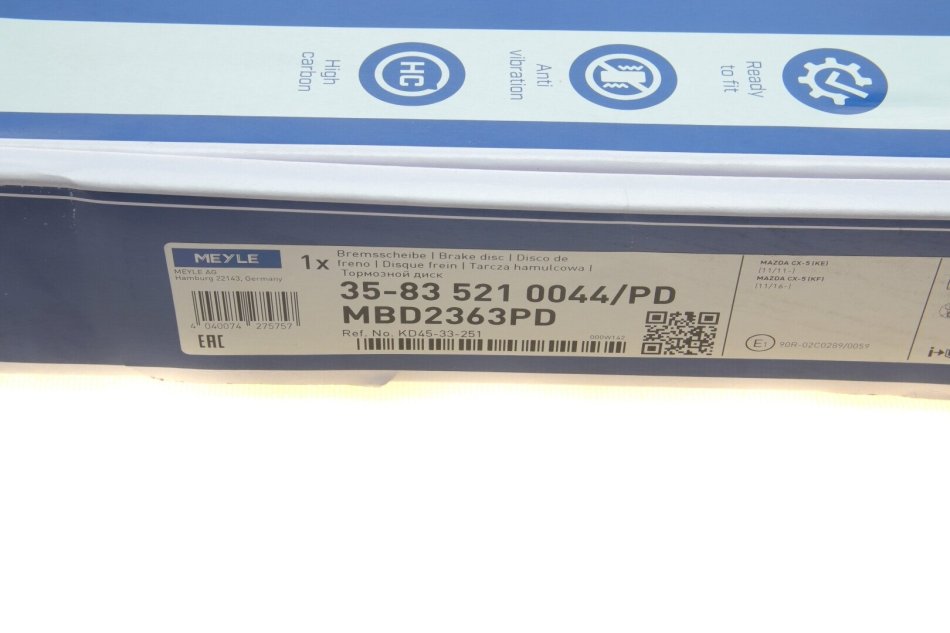 High
carbon
HC
Anti
vibration
Ready
to fit
MEYLE
MEYLE AG
Hamburg 22143, Germany
4 040074 275757
EAC
1x
Bremsscheibe | Brake disc | Disco de
freno | Disque frein | Tarcza hamulcowa |
Тормозной диск
35-83 521 0044/PD
MBD2363PD
Ref. No. KD45-33-251
000W142
MAZDA CX-5 (KE)
(11/11-)
MAZDA CX-5 (KF)
(11/16-)
E1 90R-02C0289/0059